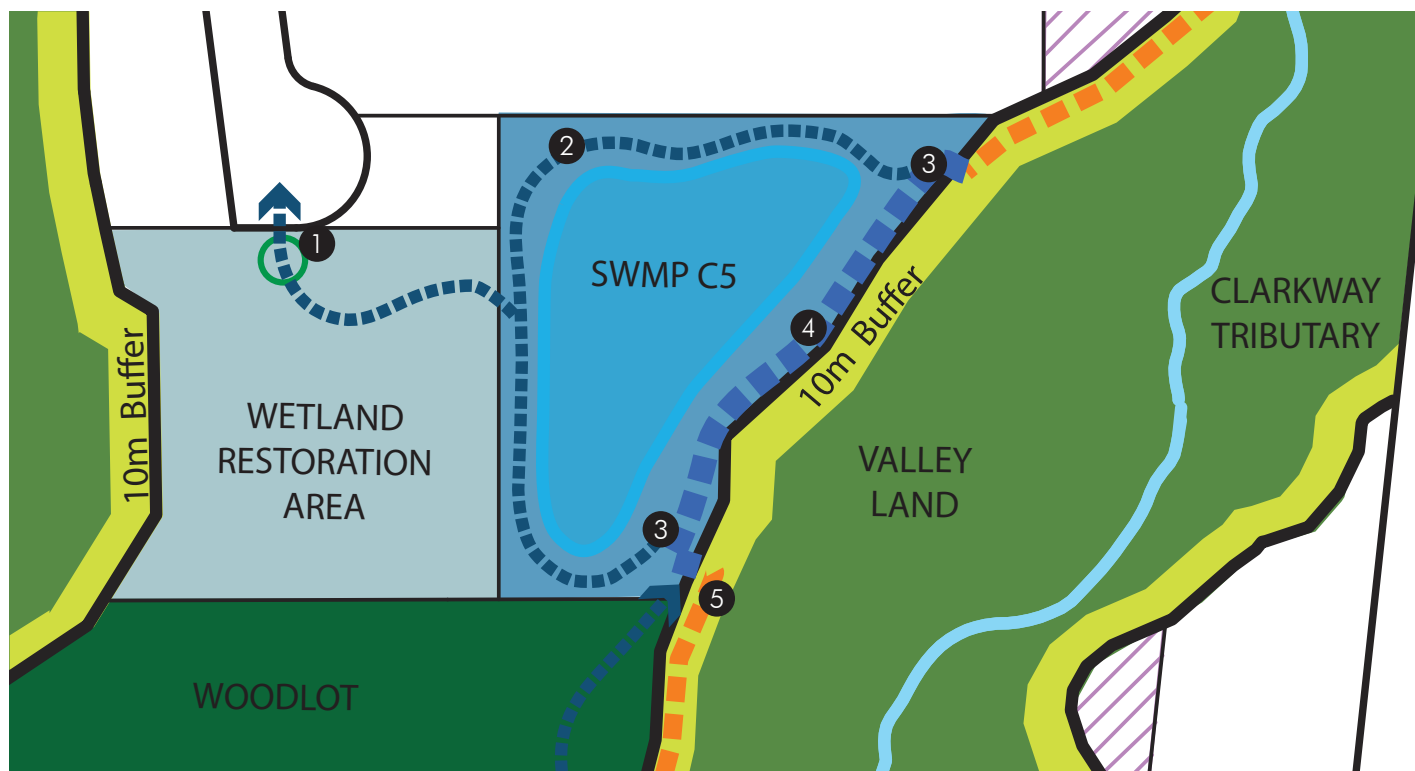 2
3
1
SWMP C5
CLARKWAY
TRIBUTARY
4
10m Buffer
10m Buffer
WETLAND
RESTORATION
AREA
VALLEY
LAND
3
5
WOODLOT